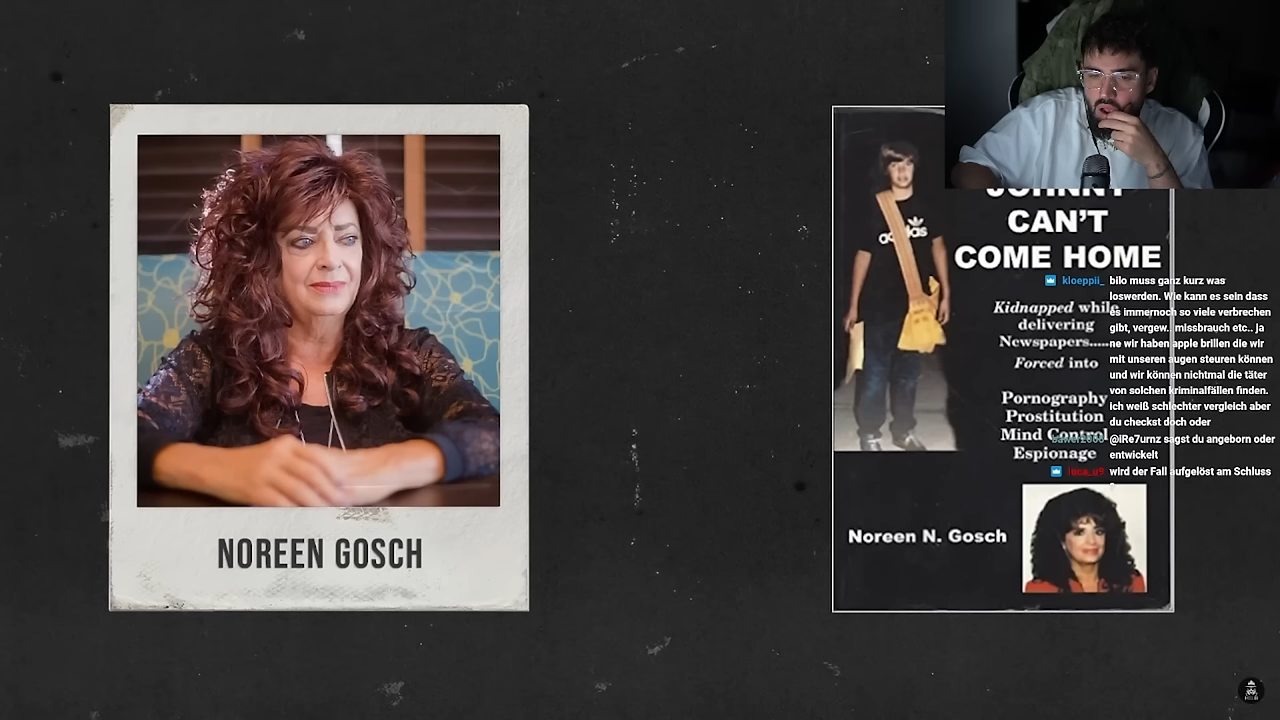 NOREEN GOSCH
JOHNNY
CAN'T
COME HOME
adidas
Kidnapped while
delivering
Newspapers.....
Forced into
Pornography
Prostitution
Mind Control
Espionage
Noreen N. Gosch
kloeppii_ bilo muss ganz kurz was
loswerden. Wie kann es sein dass
es immernoch so viele verbrechen
gibt, vergew. missbrauch etc.. ja
ne wir haben apple brillen die wir
mit unseren augen steuern können
und wir können nichtmal die täter
von solchen kriminalfällen finden.
Ich weiß schlechter vergleich aber
du checkst doch oder
@iRe7urnz sagst du angeborn oder
entwickelt
wird der Fall aufgelöst am Schluss